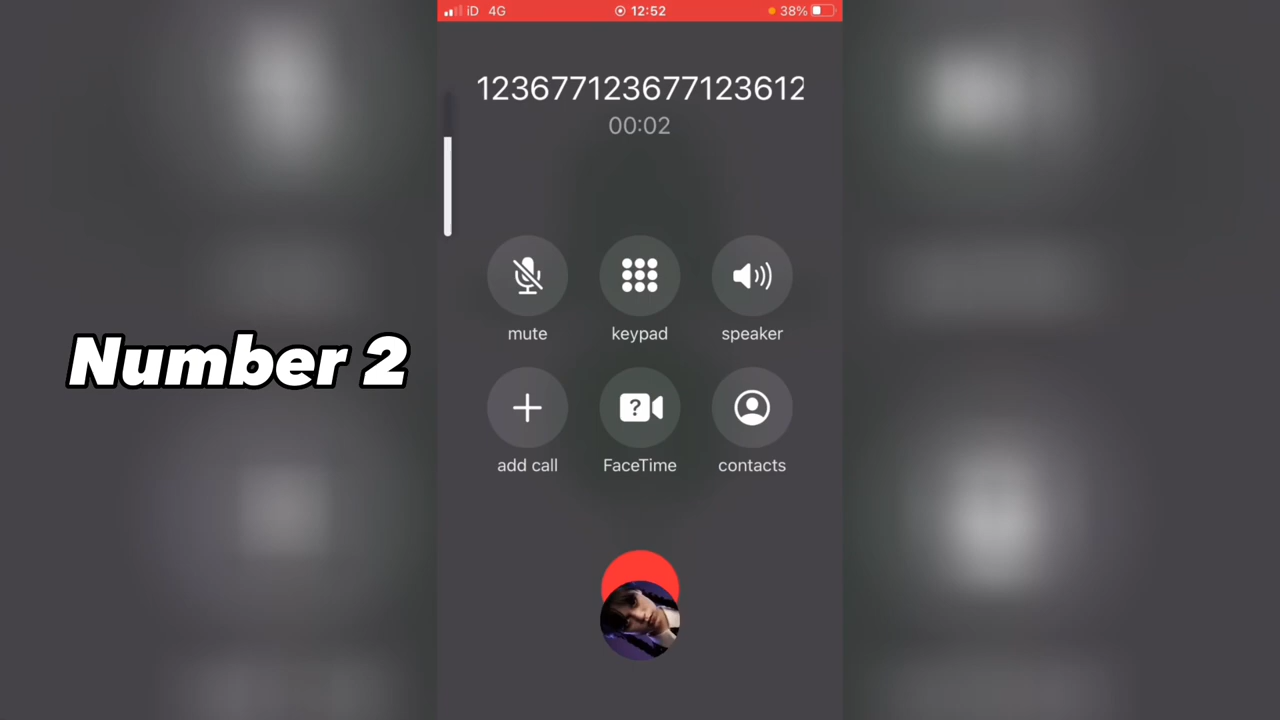 iD 4G 12:52 38%
123677123677123612
00:02
mute keypad speaker
Number 2
?
add call FaceTime contacts